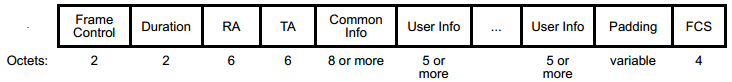 Frame Control Duration RA TA Common Info User Info ... User Info Padding FCS
Octets: 2 2 6 6 8 or more 5 or more 5 or more variable 4